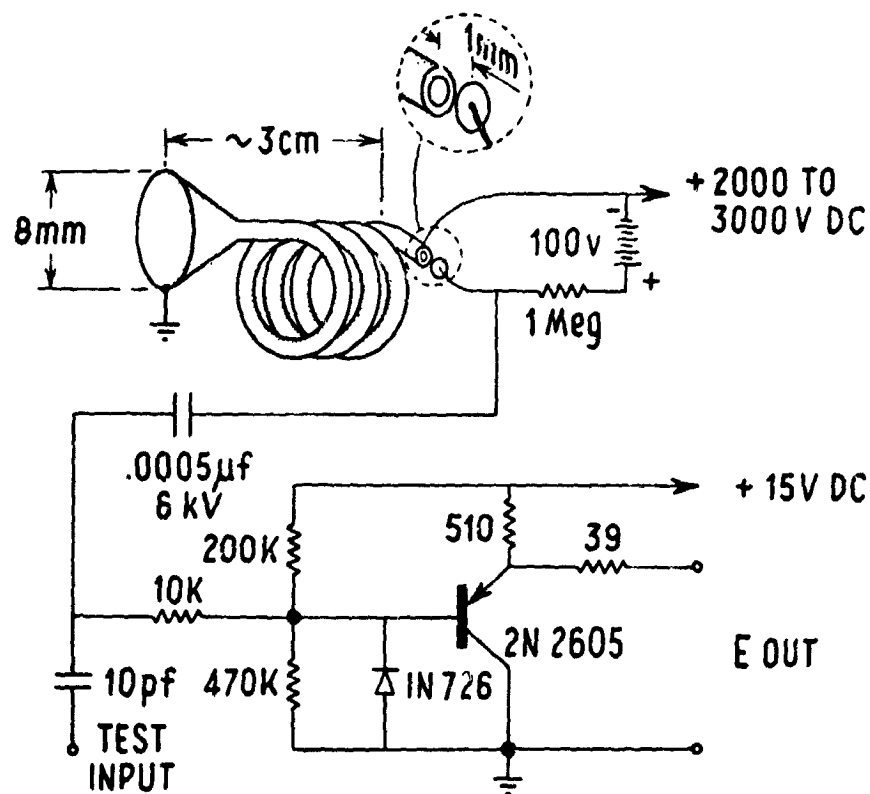 1mm
~3cm
8mm
+2000 TO
3000V DC
100v
-
+
1 Meg
.0005µf
6 kV
+15V DC
200K
510
39
10K
2N 2605
E OUT
10pf
470K
IN 726
TEST
INPUT